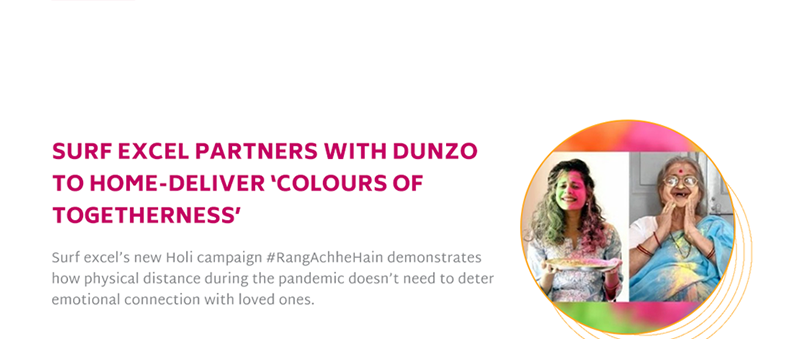 SURF EXCEL PARTNERS WITH DUNZO
TO HOME-DELIVER ‘COLOURS OF
TOGETHERNESS’
Surf excel’s new Holi campaign #RangAchheHain demonstrates
how physical distance during the pandemic doesn’t need to deter
emotional connection with loved ones.